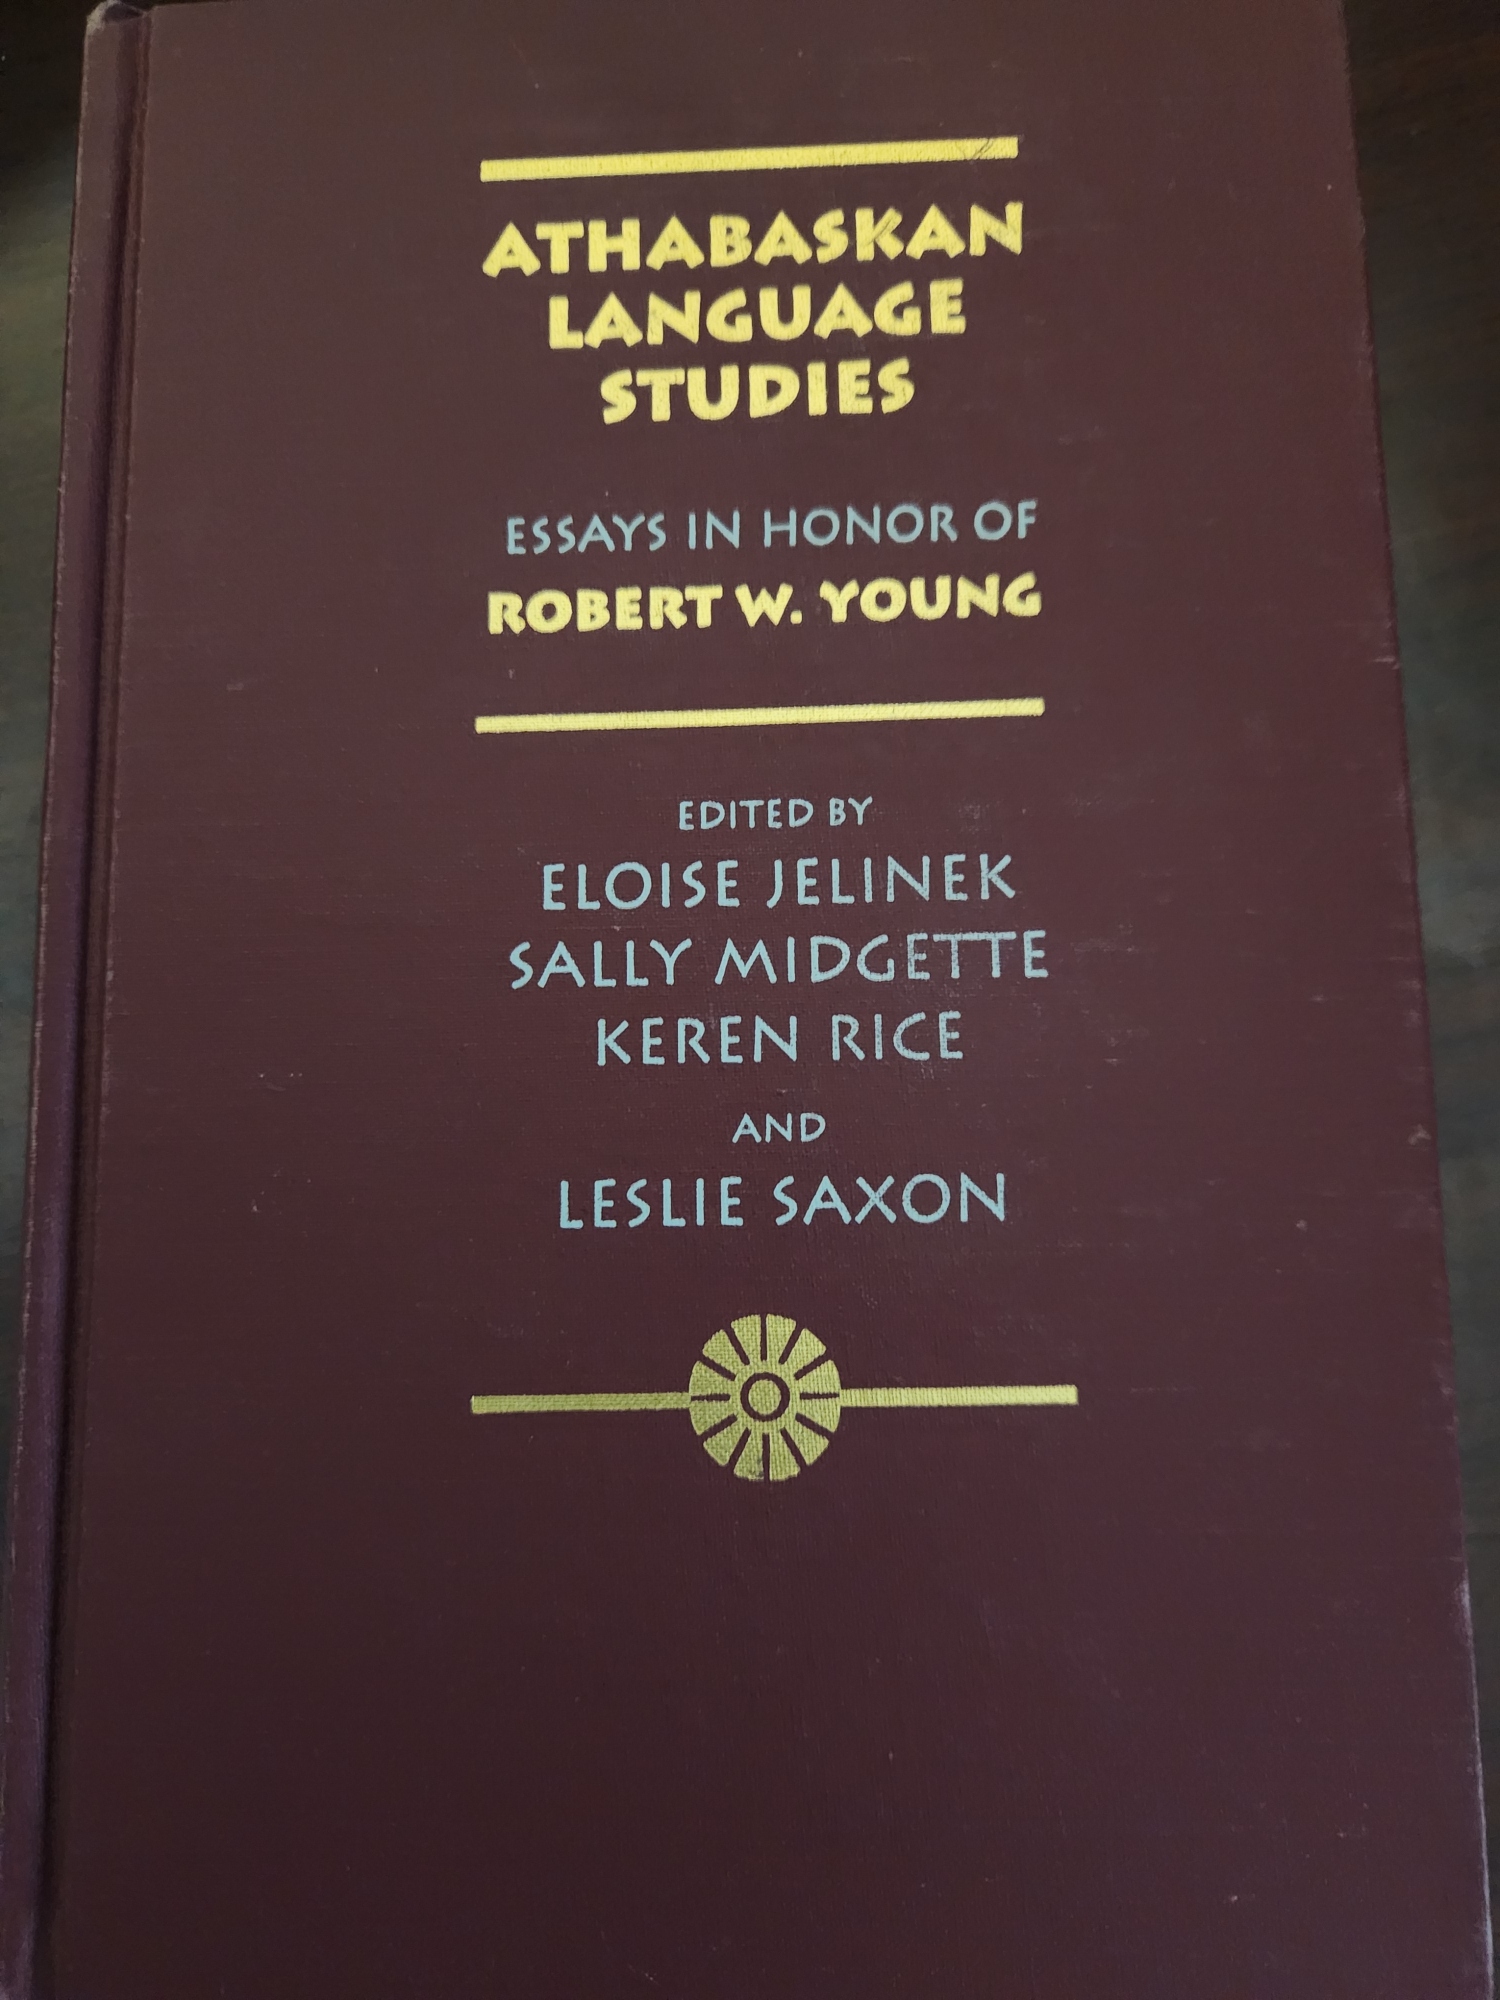 ATHABASKAN
LANGUAGE
STUDIES
ESSAYS IN HONOR OF
ROBERT W. YOUNG
EDITED BY
ELOISE JELINEK
SALLY MIDGETTE
KEREN RICE
AND
LESLIE SAXON